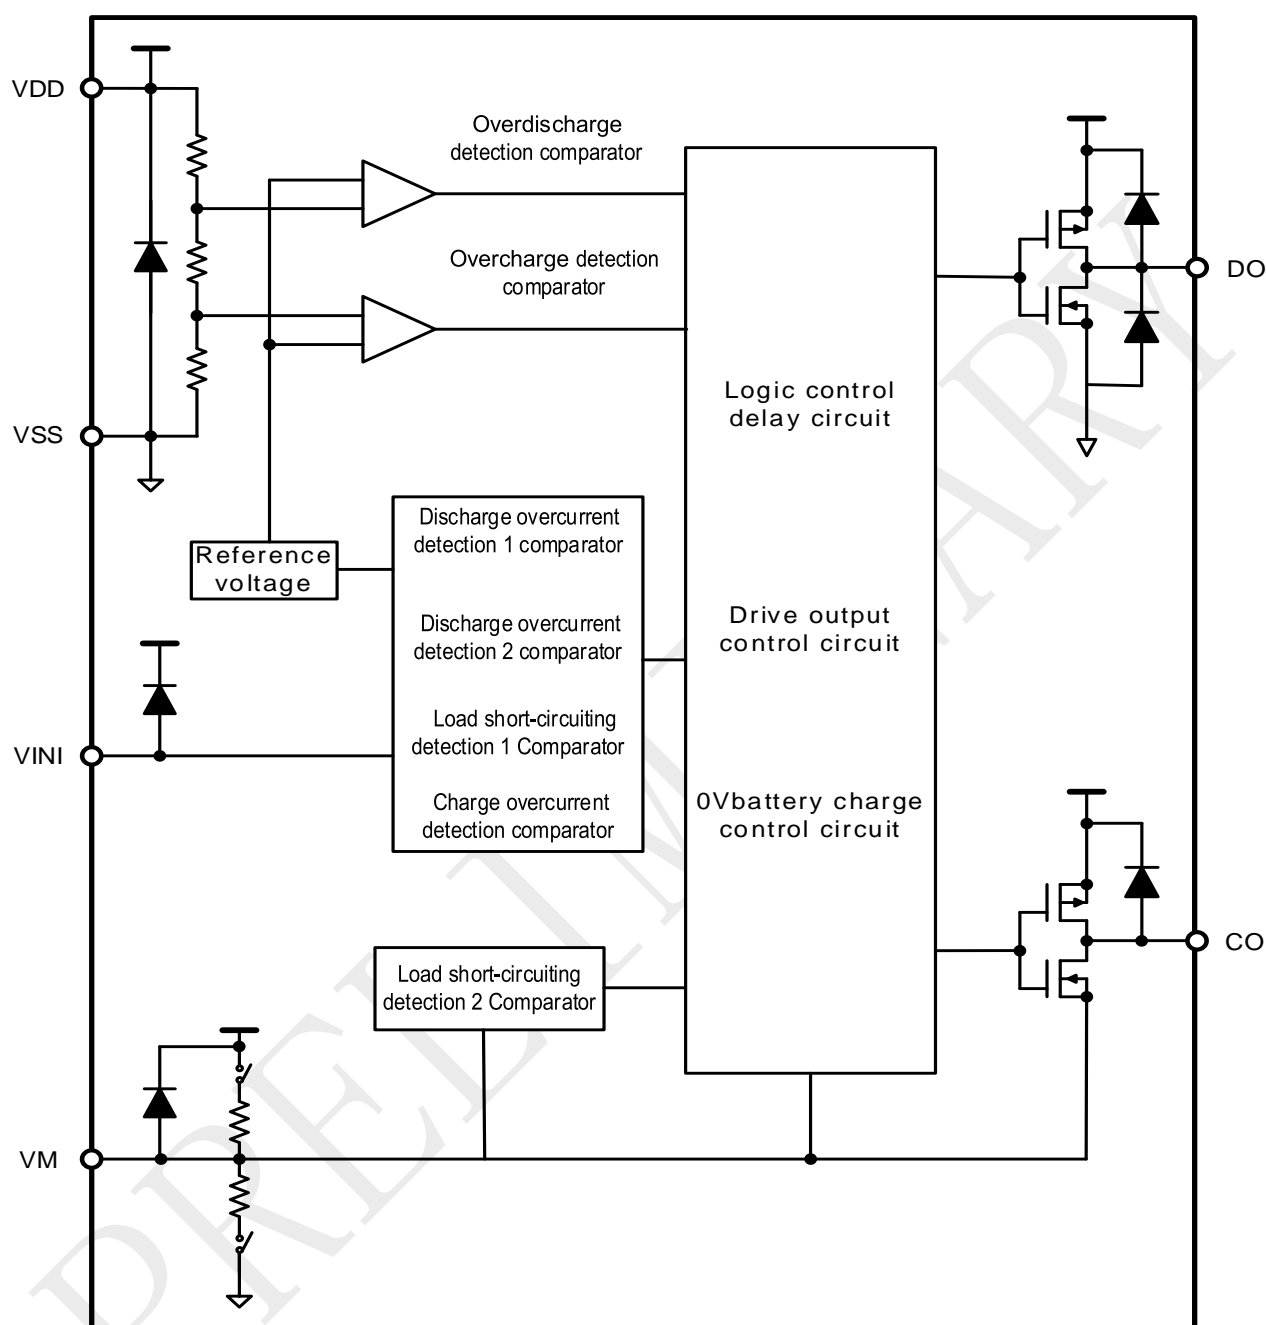 VDD
Overdischarge
detection comparator
Overcharge detection
comparator
DO
Logic control
delay circuit
VSS
Discharge overcurrent
detection 1 comparator
Reference
voltage
Discharge overcurrent
detection 2 comparator
Drive output
control circuit
VINI
Load short-circuiting
detection 1 Comparator
Charge overcurrent
detection comparator
0Vbattery charge
control circuit
CO
Load short-circuiting
detection 2 Comparator
VM
PRELIMINARY